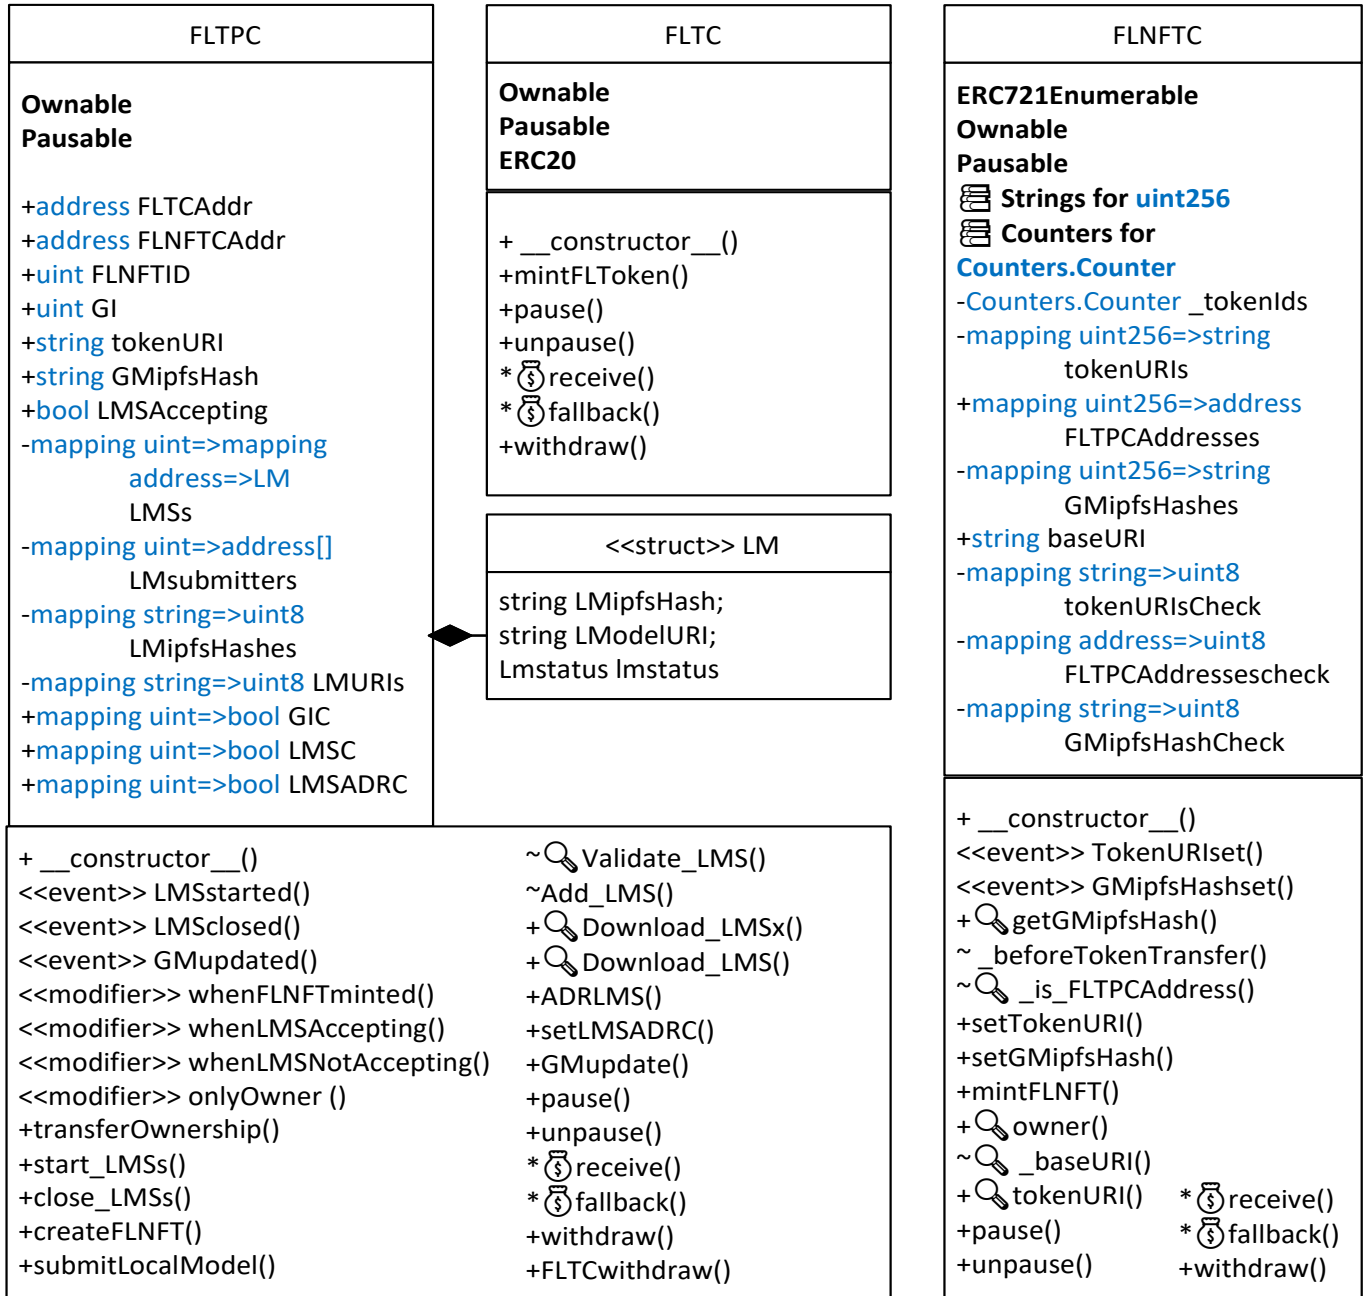 FLTPC
Ownable
Pausable
+address FLTCAddr
+address FLNFTCAddr
+uint FLNFTID
+uint GI
+string tokenURI
+string GMipfsHash
+bool LMSAccepting
-mapping uint=>mapping
address=>LM
LMSs
-mapping uint=>address[]
LMsubmitters
-mapping string=>uint8
LMipfsHashes
-mapping string=>uint8 LMURIs
+mapping uint=>bool GIC
+mapping uint=>bool LMSC
+mapping uint=>bool LMSADRC
+ __constructor__()
<<event>> LMSstarted()
<<event>> LMSclosed()
<<event>> GMupdated()
<<modifier>> whenFLNFTminted()
<<modifier>> whenLMSAccepting()
<<modifier>> whenLMSNotAccepting()
<<modifier>> onlyOwner ()
+transferOwnership()
+start_LMSs()
+close_LMSs()
+createFLNFT()
+submitLocalModel()
~Validate_LMS()
~Add_LMS()
+Download_LMSx()
+Download_LMS()
+ADRLMS()
+setLMSADRC()
+GMupdate()
+pause()
+unpause()
*receive()
*fallback()
+withdraw()
+FLTCwithdraw()
FLTC
Ownable
Pausable
ERC20
+ __constructor__()
+mintFLToken()
+pause()
+unpause()
*receive()
*fallback()
+withdraw()
<<struct>> LM
string LMipfsHash;
string LModelURI;
Lmstatus lmstatus
FLNFTC
ERC721Enumerable
Ownable
Pausable
Strings for uint256
Counters for
Counters.Counter
-Counters.Counter _tokenIds
-mapping uint256=>string
tokenURIs
+mapping uint256=>address
FLTPCAddresses
-mapping uint256=>string
GMipfsHashes
+string baseURI
-mapping string=>uint8
tokenURIsCheck
-mapping address=>uint8
FLTPCAddressescheck
-mapping string=>uint8
GMipfsHashCheck
+ __constructor__()
<<event>> TokenURIset()
<<event>> GMipfsHashset()
+getGMipfsHash()
~ _beforeTokenTransfer()
~ _is_FLTPCAddress()
+setTokenURI()
+setGMipfsHash()
+mintFLNFT()
+owner()
~ _baseURI()
+tokenURI() *receive()
+pause() *fallback()
+unpause() +withdraw()